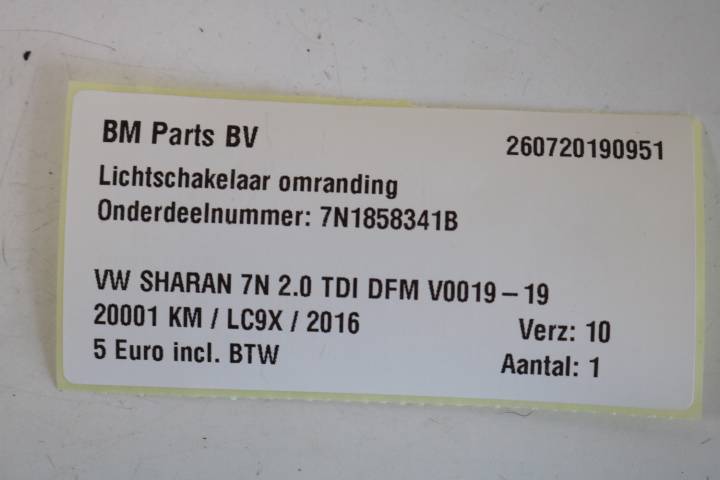 BM Parts BV 260720190951
Lichtschakelaar omranding
Onderdeelnummer: 7N1858341B
VW SHARAN 7N 2.0 TDI DFM V0019 – 19
20001 KM / LC9X / 2016 Verz: 10
5 Euro incl. BTW Aantal: 1